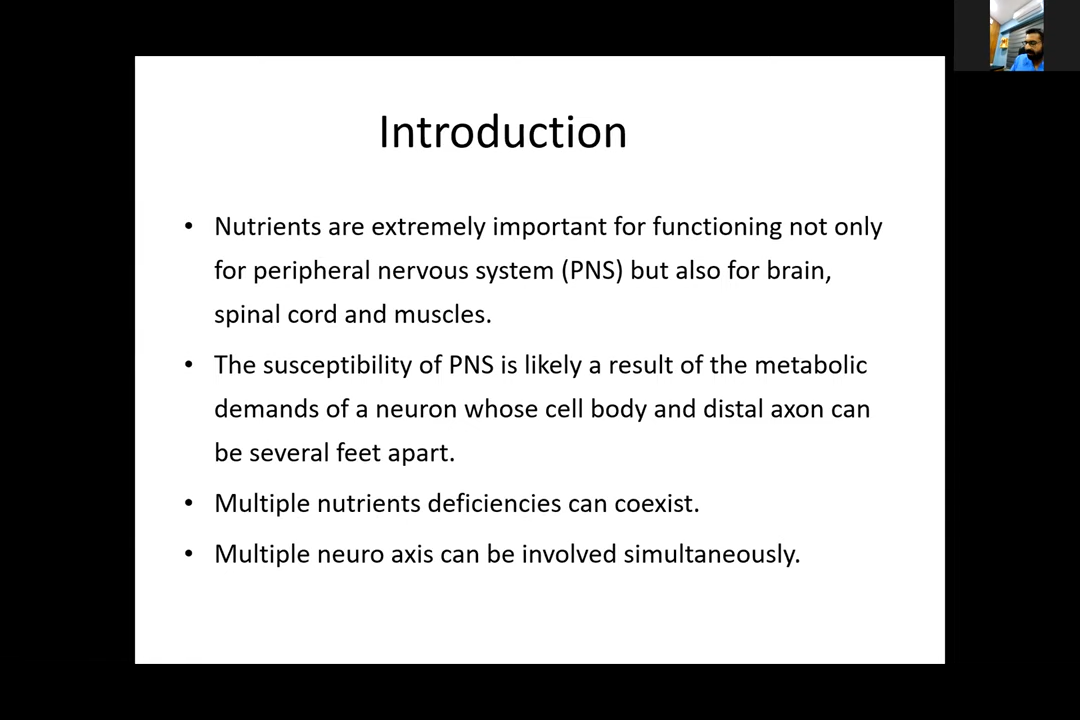 Introduction
• Nutrients are extremely important for functioning not only
for peripheral nervous system (PNS) but also for brain,
spinal cord and muscles.
• The susceptibility of PNS is likely a result of the metabolic
demands of a neuron whose cell body and distal axon can
be several feet apart.
• Multiple nutrients deficiencies can coexist.
• Multiple neuro axis can be involved simultaneously.